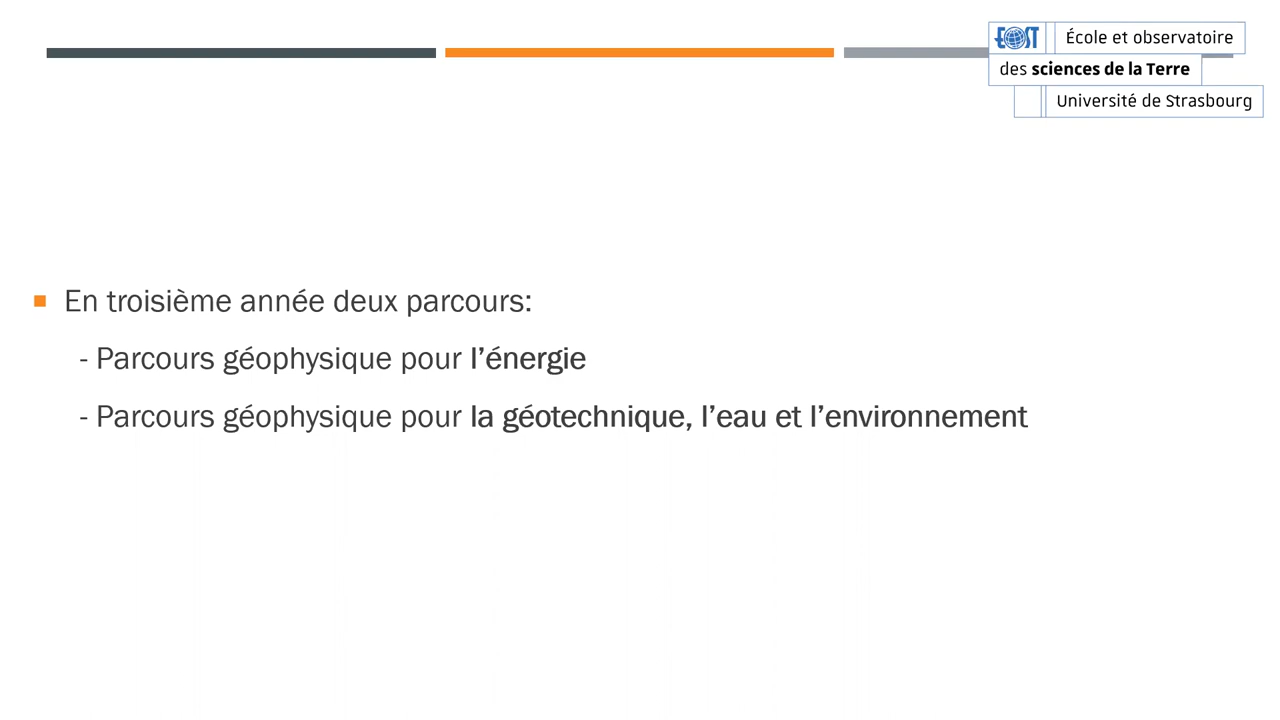 EOST École et observatoire
des sciences de la Terre
Université de Strasbourg
En troisième année deux parcours:
- Parcours géophysique pour l’énergie
- Parcours géophysique pour la géotechnique, l’eau et l’environnement